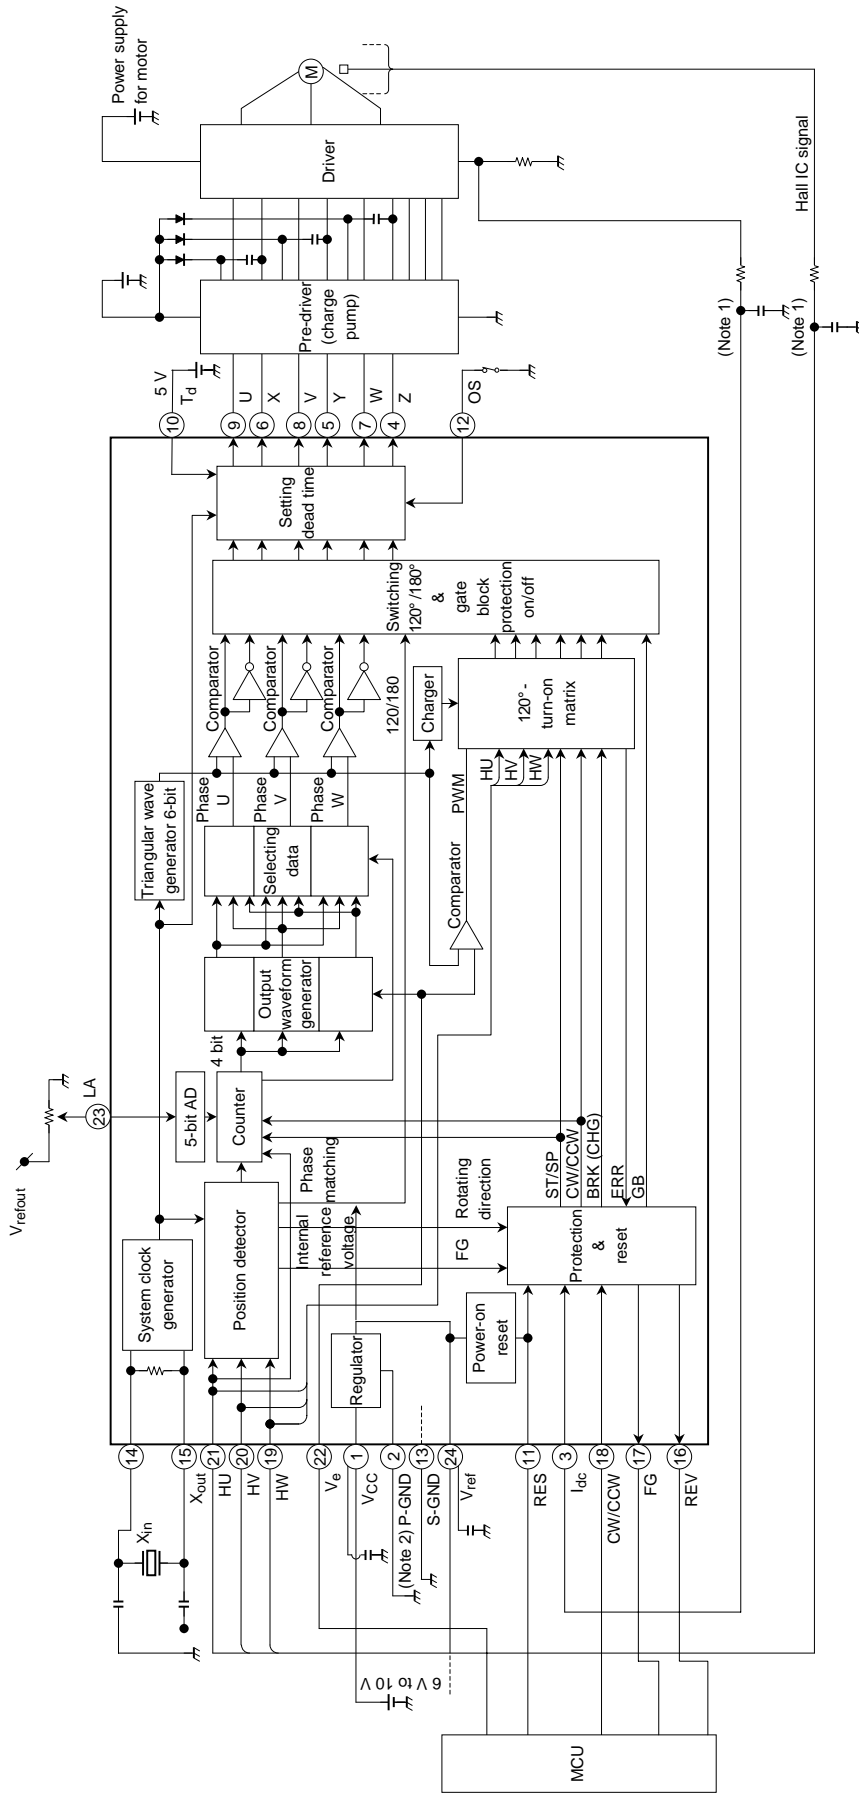 Power supply
for motor
M
Hall IC signal
Driver
(Note 1)
(Note 1)
Pre-driver
(charge
pump)
5 V
Td
U
X
V
Y
W
Z
OS
10
9
6
8
5
7
4
12
Setting
dead time
Switching
120°/180°
&
gate
block
protection
on/off
Comparator
Comparator
Comparator
120/180
Charger
120°-
turn-on
matrix
Triangular wave
generator 6-bit
Phase
U
Phase
V
Phase
W
PWM
HU
HV
HW
Selecting
data
Comparator
Output
waveform
generator
4 bit
Vrefout
LA
23
5-bit AD
Counter
Phase
matching
ST/SP
CW/CCW
BRK (CHG)
ERR
GB
System clock
generator
Position detector
Internal
reference
voltage
FG
Rotating
direction
Protection
&
reset
Regulator
Power-on
reset
14
15
21
20
19
22
1
2
13
24
11
3
18
17
16
Xin
Xout
HU
HV
HW
Ve
VCC
(Note 2) P-GND
S-GND
Vref
RES
Idc
CW/CCW
FG
REV
6 V to 10 V
MCU